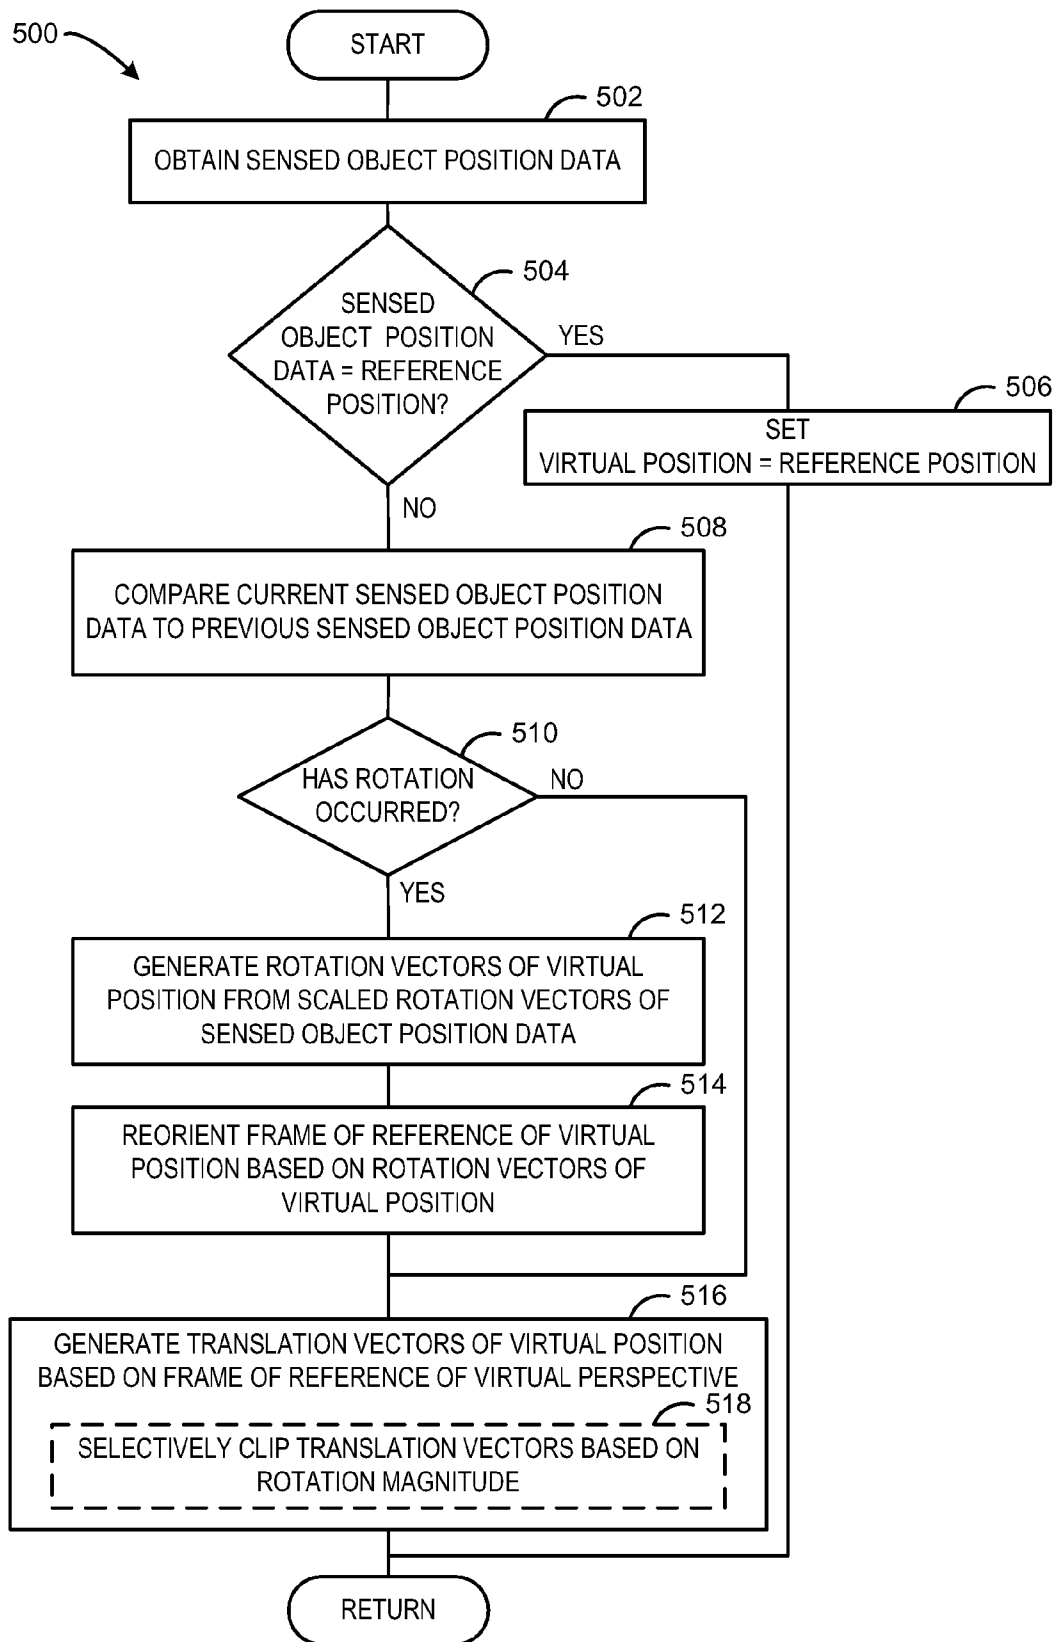 500
START
502
OBTAIN SENSED OBJECT POSITION DATA
504
SENSED
OBJECT POSITION
DATA = REFERENCE
POSITION?
YES
506
SET
VIRTUAL POSITION = REFERENCE POSITION
NO
508
COMPARE CURRENT SENSED OBJECT POSITION
DATA TO PREVIOUS SENSED OBJECT POSITION DATA
510
HAS ROTATION
OCCURRED?
NO
YES
512
GENERATE ROTATION VECTORS OF VIRTUAL
POSITION FROM SCALED ROTATION VECTORS OF
SENSED OBJECT POSITION DATA
514
REORIENT FRAME OF REFERENCE OF VIRTUAL
POSITION BASED ON ROTATION VECTORS OF
VIRTUAL POSITION
516
GENERATE TRANSLATION VECTORS OF VIRTUAL POSITION
BASED ON FRAME OF REFERENCE OF VIRTUAL PERSPECTIVE
518
SELECTIVELY CLIP TRANSLATION VECTORS BASED ON
ROTATION MAGNITUDE
RETURN